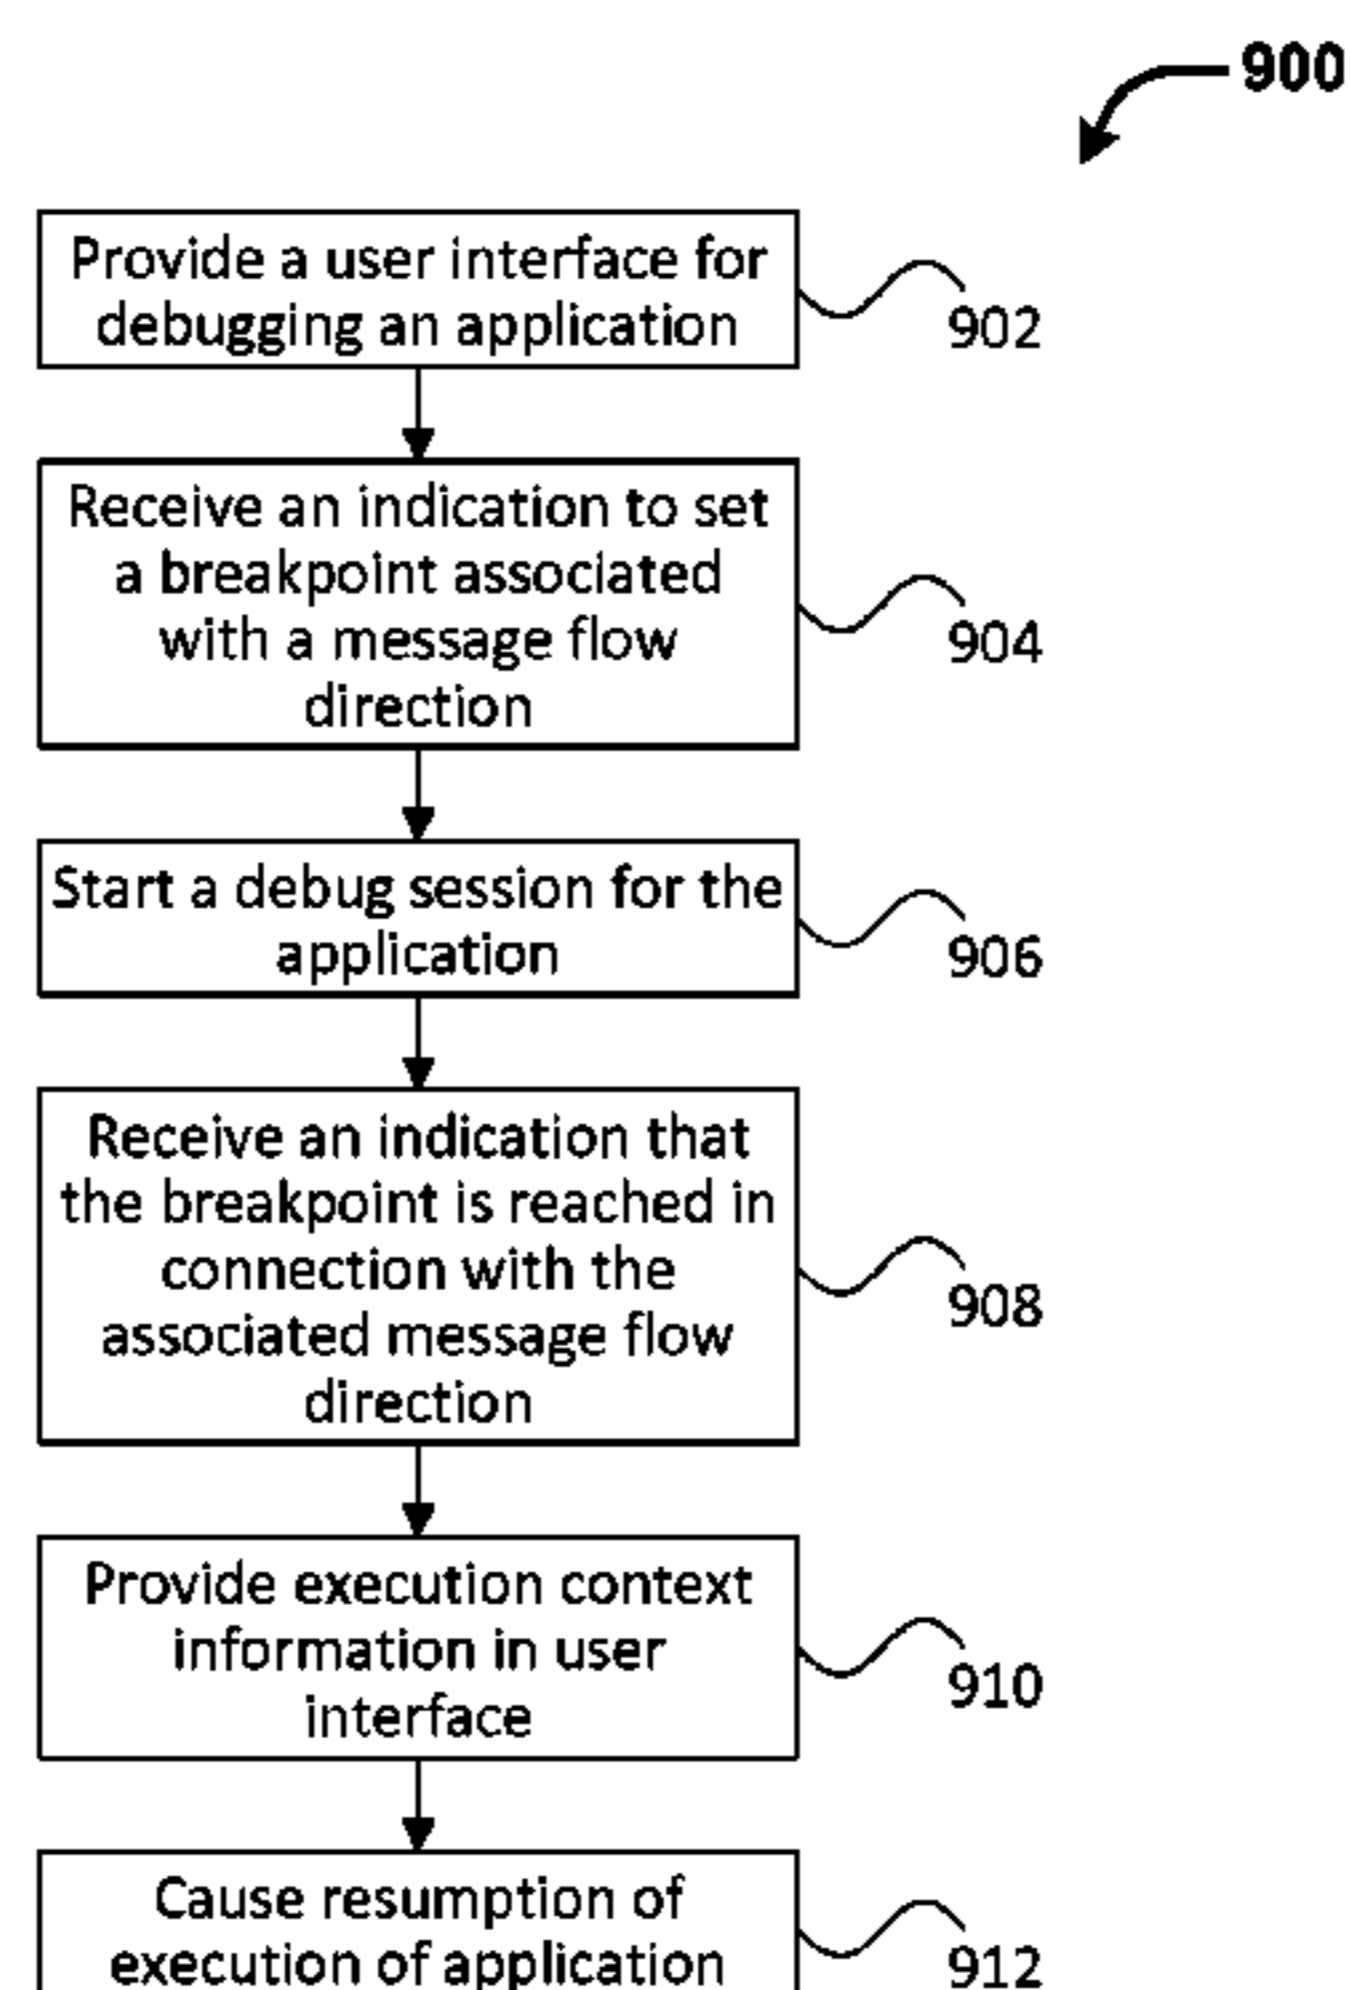 900
Provide a user interface for
debugging an application
902
Receive an indication to set
a breakpoint associated
with a message flow
direction
904
Start a debug session for the
application
906
Receive an indication that
the breakpoint is reached in
connection with the
associated message flow
direction
908
Provide execution context
information in user
interface
910
Cause resumption of
execution of application
912